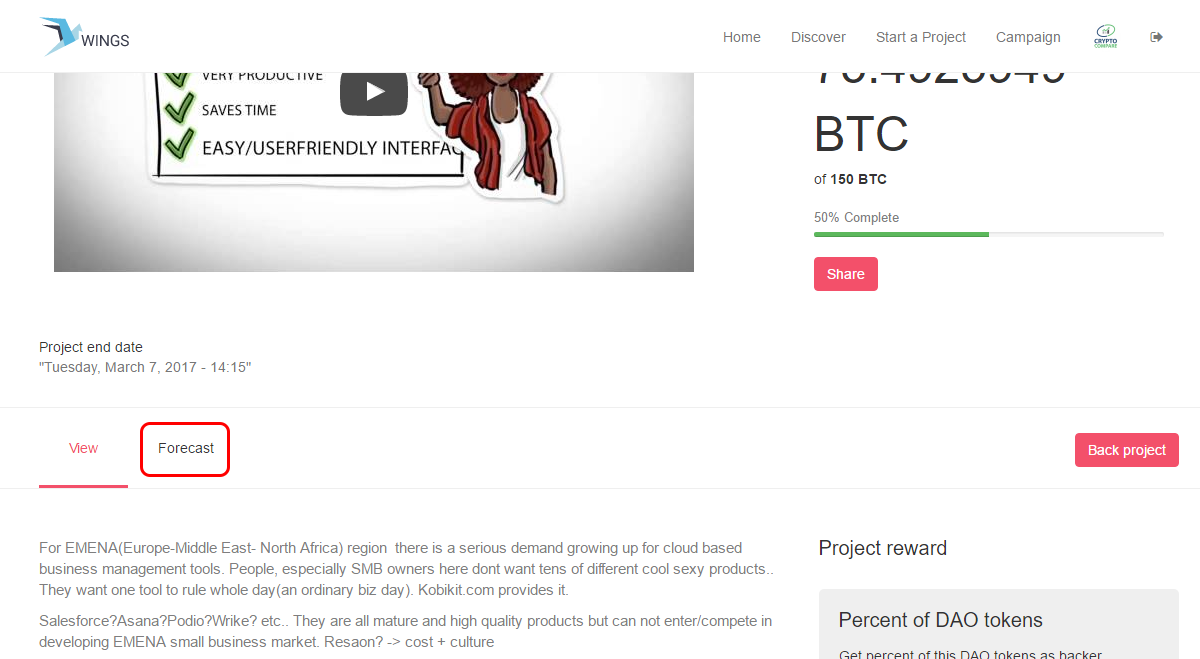 WINGS
Home
Discover
Start a Project
Campaign
CRYPTO
COMPARE
VERY PRODUCTIVE
SAVES TIME
EASY/USERFRIENDLY INTERFAC
BTC
of 150 BTC
50% Complete
Share
Project end date
"Tuesday, March 7, 2017 - 14:15"
View
Forecast
Back project
For EMENA(Europe-Middle East- North Africa) region  there is a serious demand growing up for cloud based
business management tools. People, especially SMB owners here dont want tens of different cool sexy products..
They want one tool to rule whole day(an ordinary biz day). Kobikit.com provides it.
Salesforce?Asana?Podio?Wrike? etc.. They are all mature and high quality products but can not enter/compete in
developing EMENA small business market. Resaon? -> cost + culture
Project reward
Percent of DAO tokens
Get percent of this DAO tokens as backer